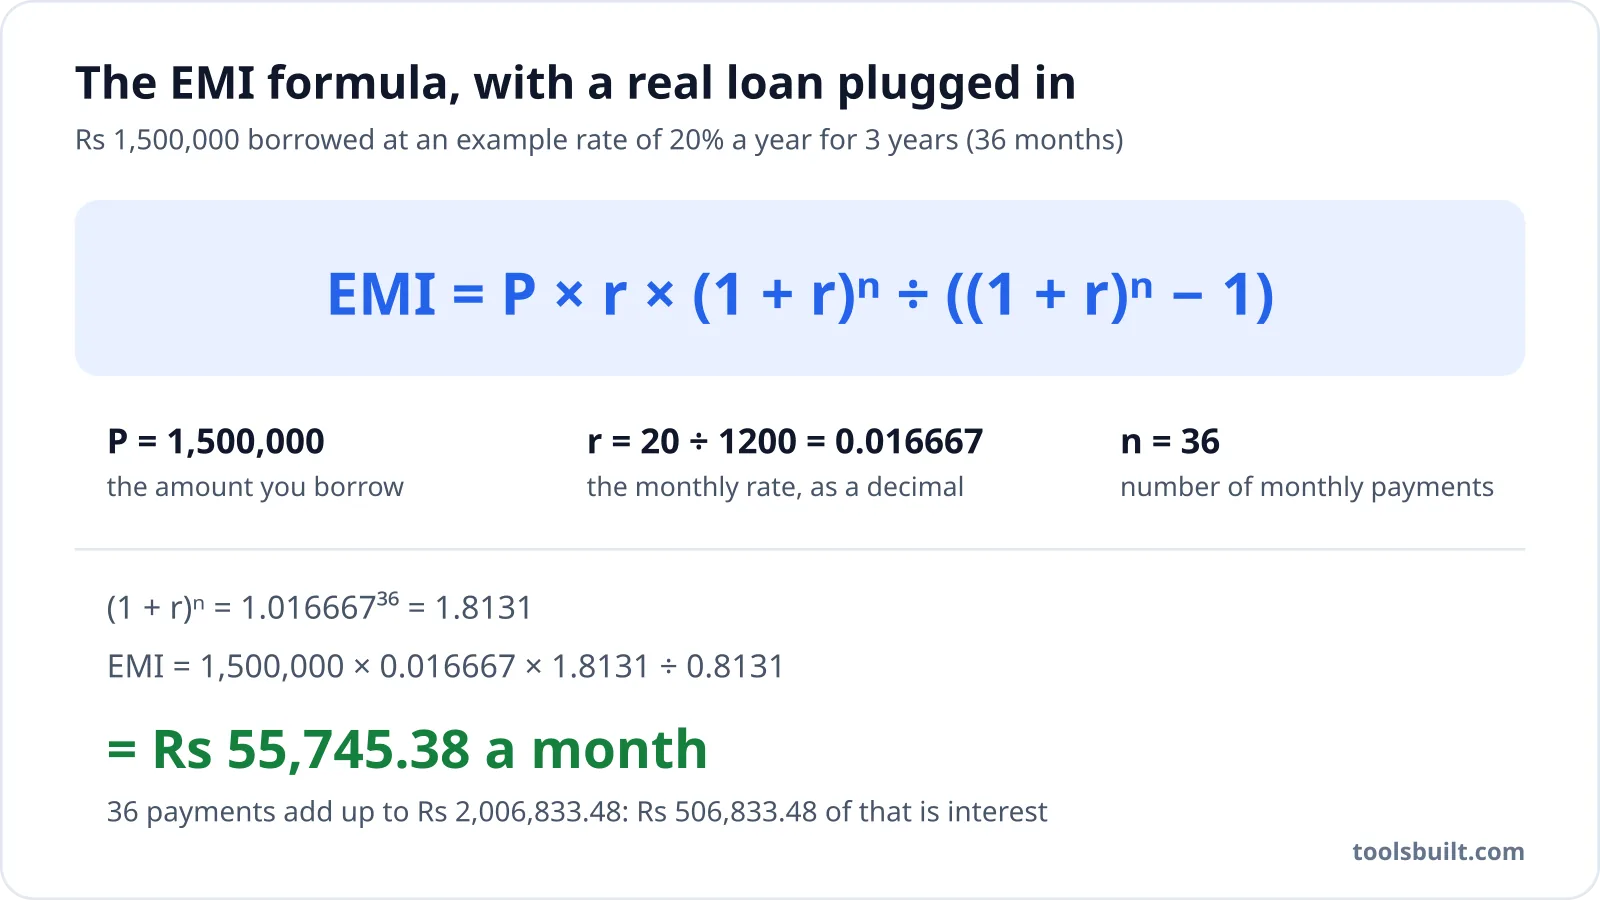 The EMI formula, with a real loan plugged in
Rs 1,500,000 borrowed at an example rate of 20% a year for 3 years (36 months)
EMI = P × r × (1 + r)ⁿ ÷ ((1 + r)ⁿ − 1)
P = 1,500,000
the amount you borrow
r = 20 ÷ 1200 = 0.016667
the monthly rate, as a decimal
n = 36
number of monthly payments
(1 + r)ⁿ = 1.016667³⁶ = 1.8131
EMI = 1,500,000 × 0.016667 × 1.8131 ÷ 0.8131
= Rs 55,745.38 a month
36 payments add up to Rs 2,006,833.48: Rs 506,833.48 of that is interest
toolsbuilt.com